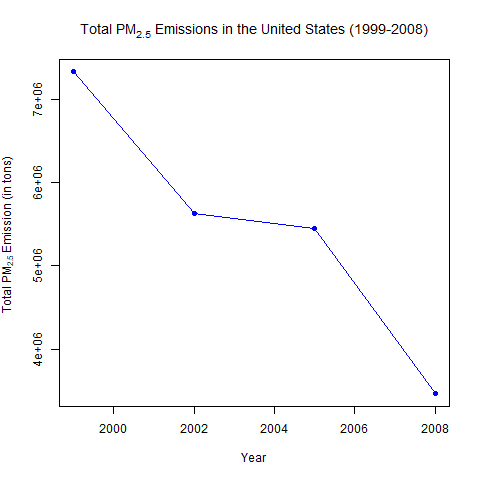 Total PM2.5 Emissions in the United States (1999-2008)
Total PM2.5 Emission (in tons)
7e+06
6e+06
5e+06
4e+06
2000 2002 2004 2006 2008
Year